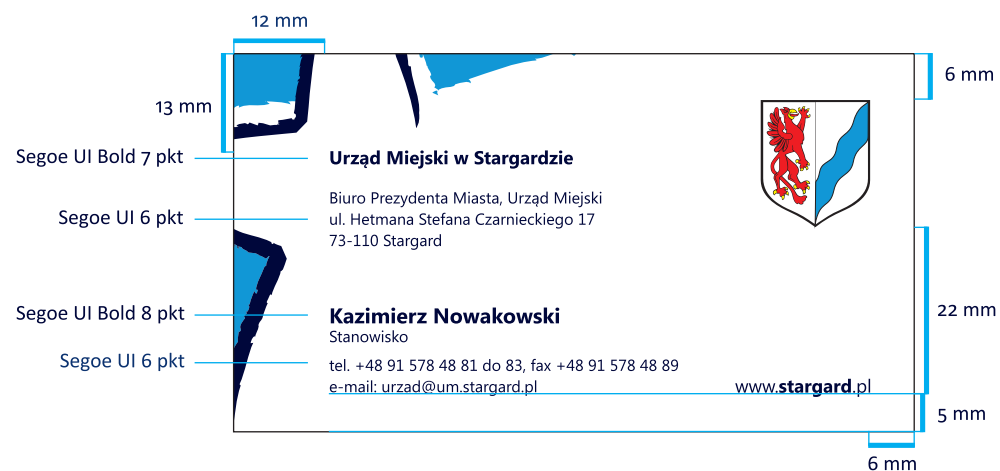 12 mm
6 mm
13 mm
Segoe UI Bold 7 pkt
Urząd Miejski w Stargardzie
Biuro Prezydenta Miasta, Urząd Miejski
Segoe UI 6 pkt
ul. Hetmana Stefana Czarnieckiego 17
73-110 Stargard
Segoe UI Bold 8 pkt
Kazimierz Nowakowski
22 mm
Stanowisko
Segoe UI 6 pkt
tel. +48 91 578 48 81 do 83, fax +48 91 578 48 89
e-mail: urzad@um.stargard.pl
www.stargard.pl
5 mm
6 mm